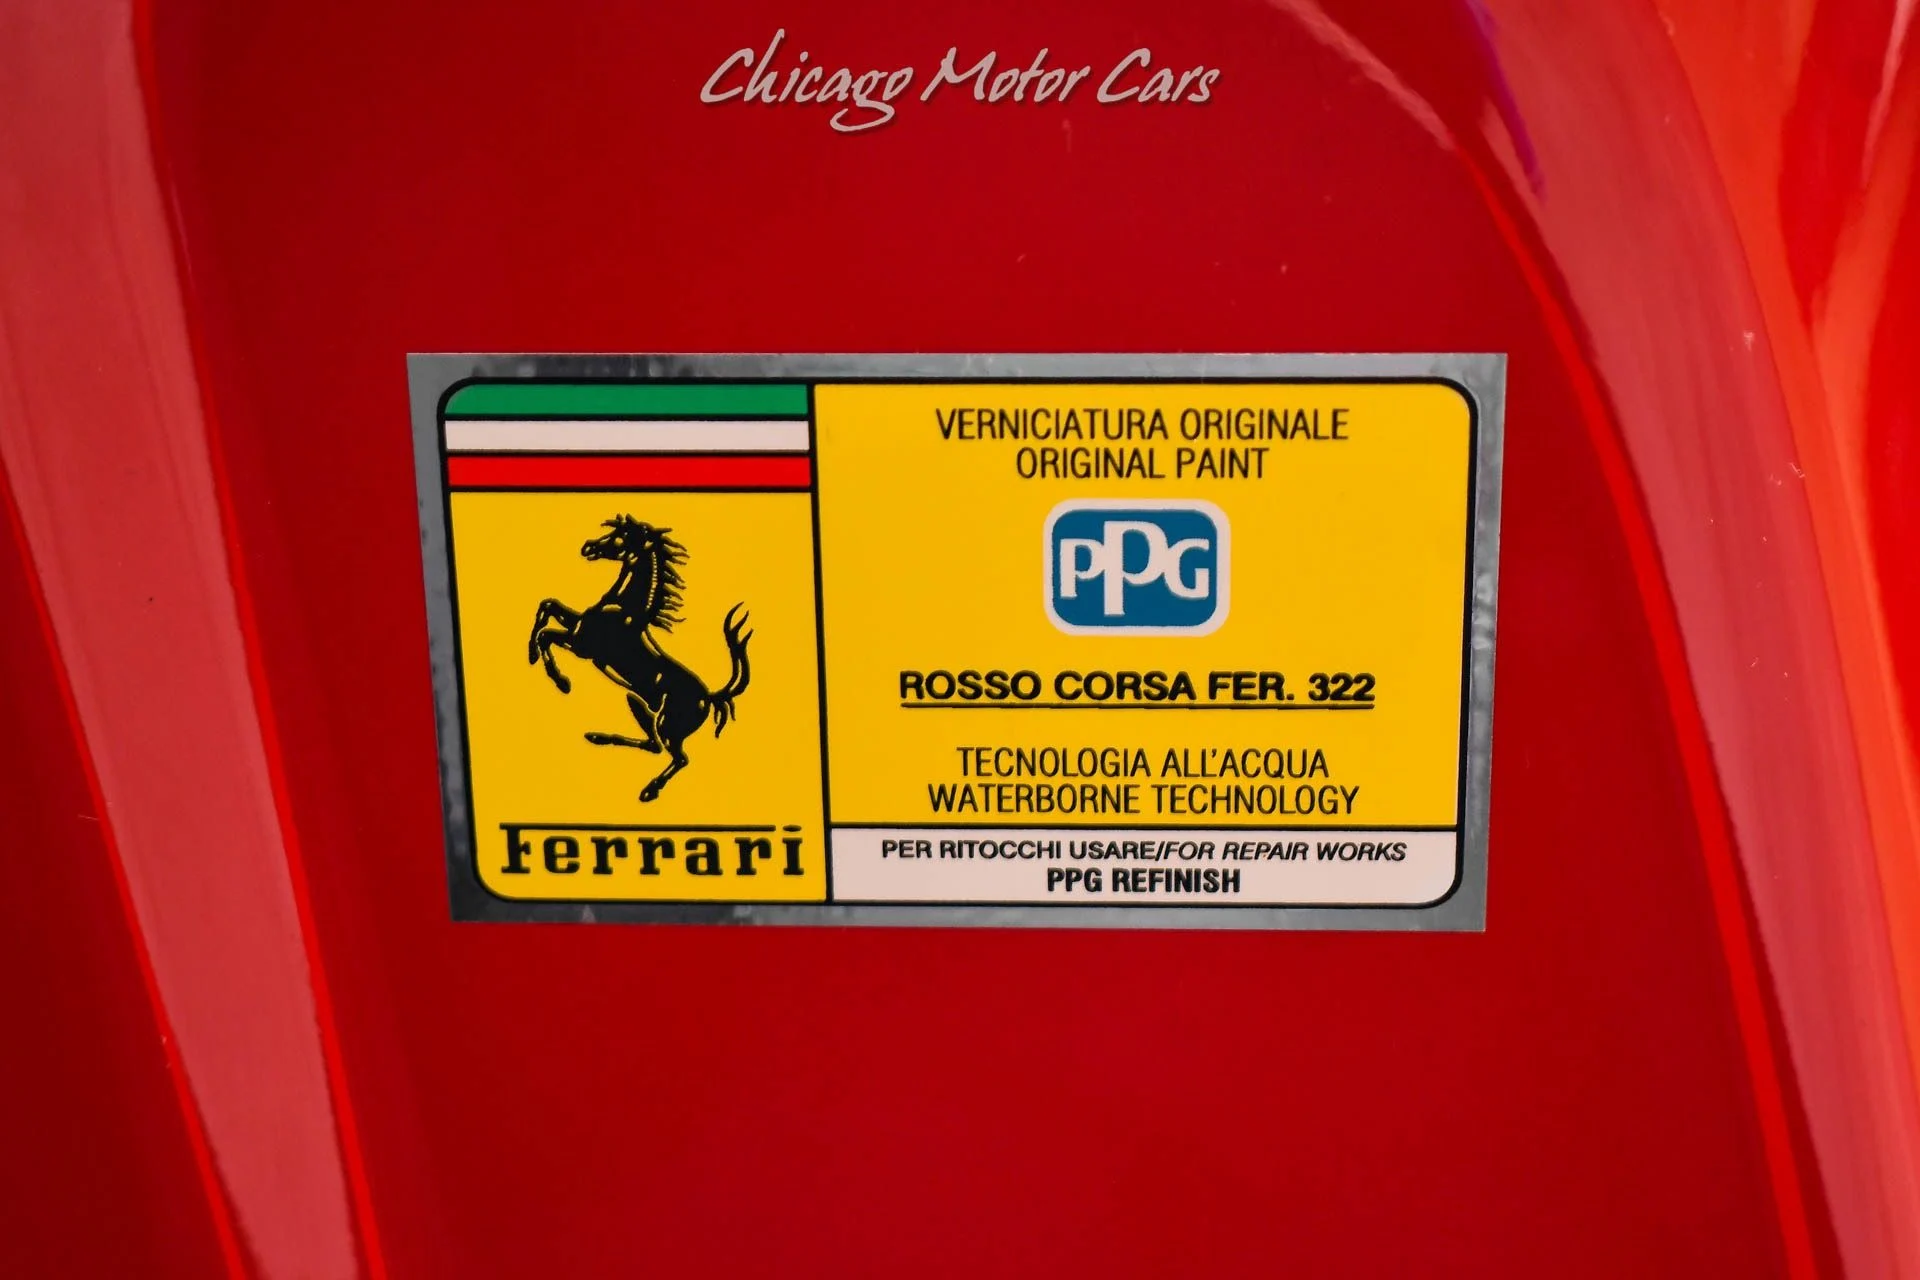 Chicago Motor Cars
VERNICIATURA ORIGINALE
ORIGINAL PAINT
PPG
ROSSO CORSA FER. 322
TECNOLOGIA ALL'ACQUA
WATERBORNE TECHNOLOGY
Ferrari
PER RITOCCHI USARE/FOR REPAIR WORKS
PPG REFINISH